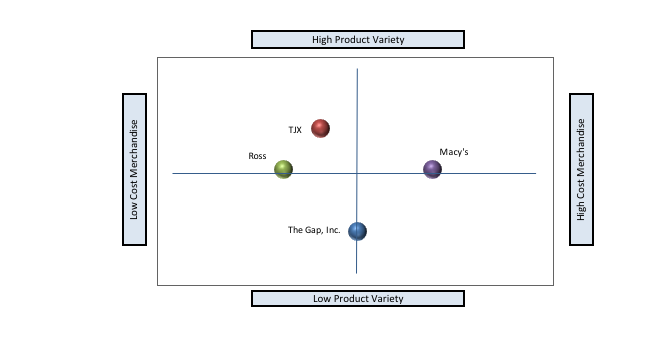 High Product Variety
Low Cost Merchandise
High Cost Merchandise
TJX
Macy's
Ross
The Gap, Inc.
Low Product Variety